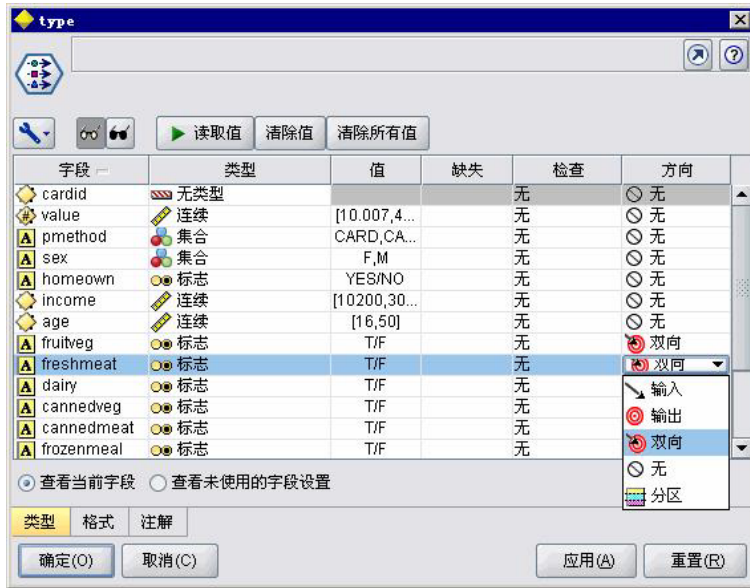 type
读取值 清除值 清除所有值
字段 类型 值 缺失 检查 方向
cardid 无类型 无 无
value 连续 [10.007,4... 无 无
A pmethod 集合 CARD,CA... 无 无
A sex 集合 F,M 无 无
A homeown 标志 YES/NO 无 无
income 连续 [10200,30... 无 无
age 连续 [16,50] 无 无
A fruitveg 标志 T/F 无 双向
A freshmeat 标志 T/F 无 双向
A dairy 标志 T/F 无 输入
A cannedveg 标志 T/F 无 输出
A cannedmeat 标志 T/F 无 双向
A frozenmeal 标志 T/F 无 无
查看当前字段 查看未使用的字段设置 分区
类型 格式 注解
确定(O) 取消(C) 应用(A) 重置(R)